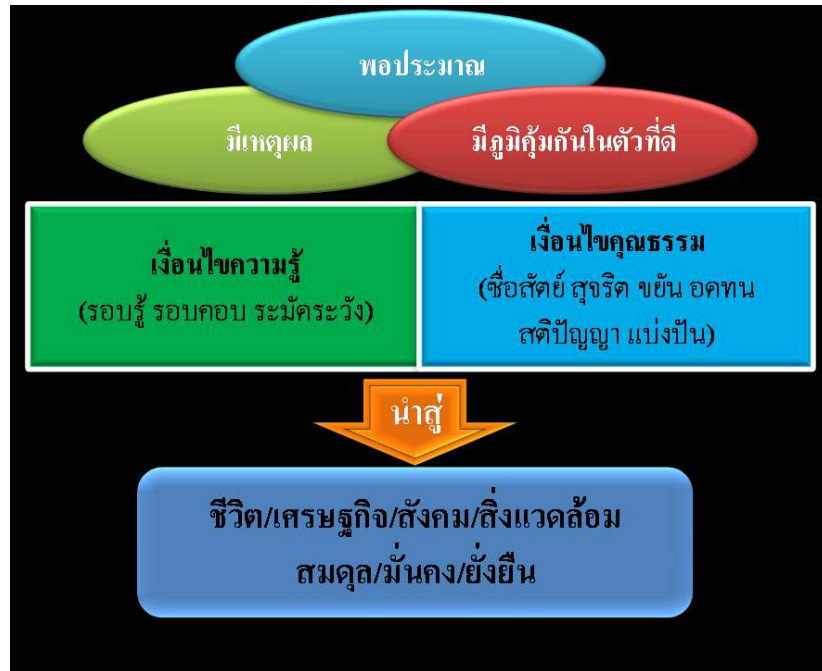 พอประมาณ
มีเหตุผล
มีภูมิคุ้มกันในตัวที่ดี
เงื่อนไขความรู้
(รอบรู้ รอบคอบ ระมัดระวัง)
เงื่อนไขคุณธรรม
(ซื่อสัตย์ สุจริต ขยัน อดทน
สติปัญญา แบ่งปัน)
นำสู่
ชีวิต/เศรษฐกิจ/สังคม/สิ่งแวดล้อม
สมดุล/มั่นคง/ยั่งยืน